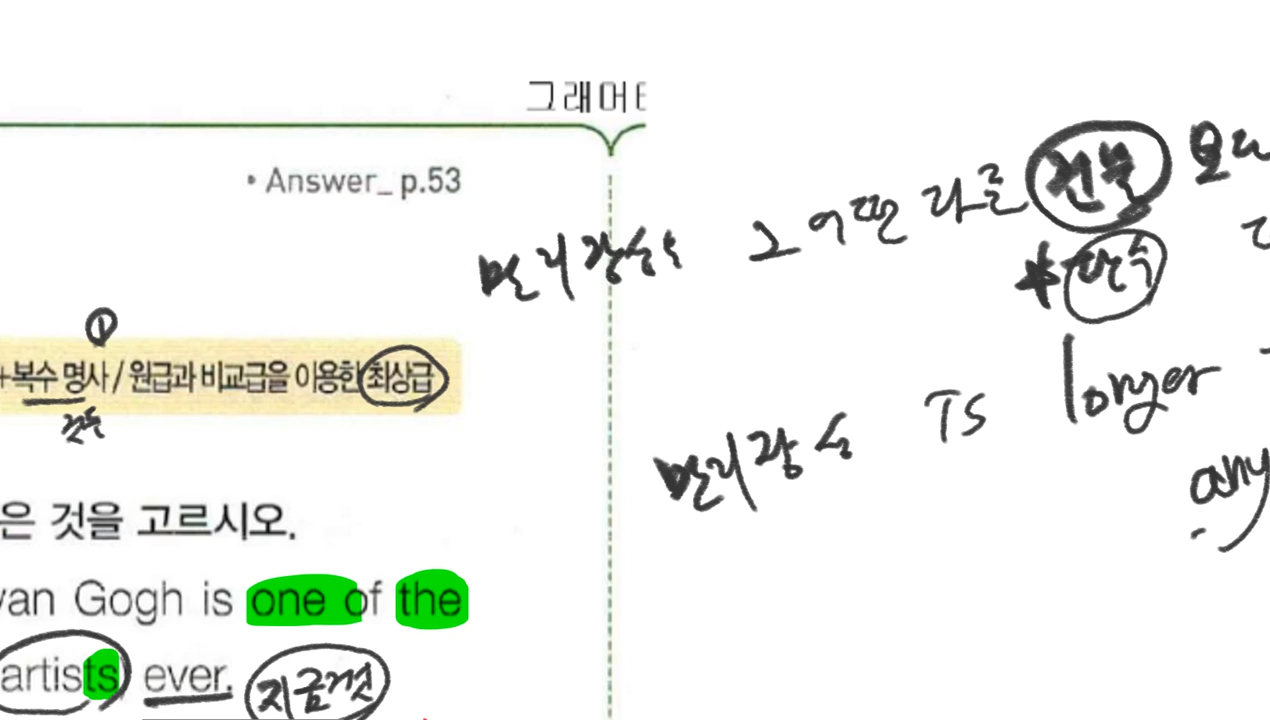 그래머
• Answer_ p.53
만리장성 그 어떤 다른 건물 보다
* 단수
①
+복수 명사 / 원급과 비교급을 이용한 최상급
만리장성 is longer
any
은 것을 고르시오.
van Gogh is one of the
artists ever. 지금껏